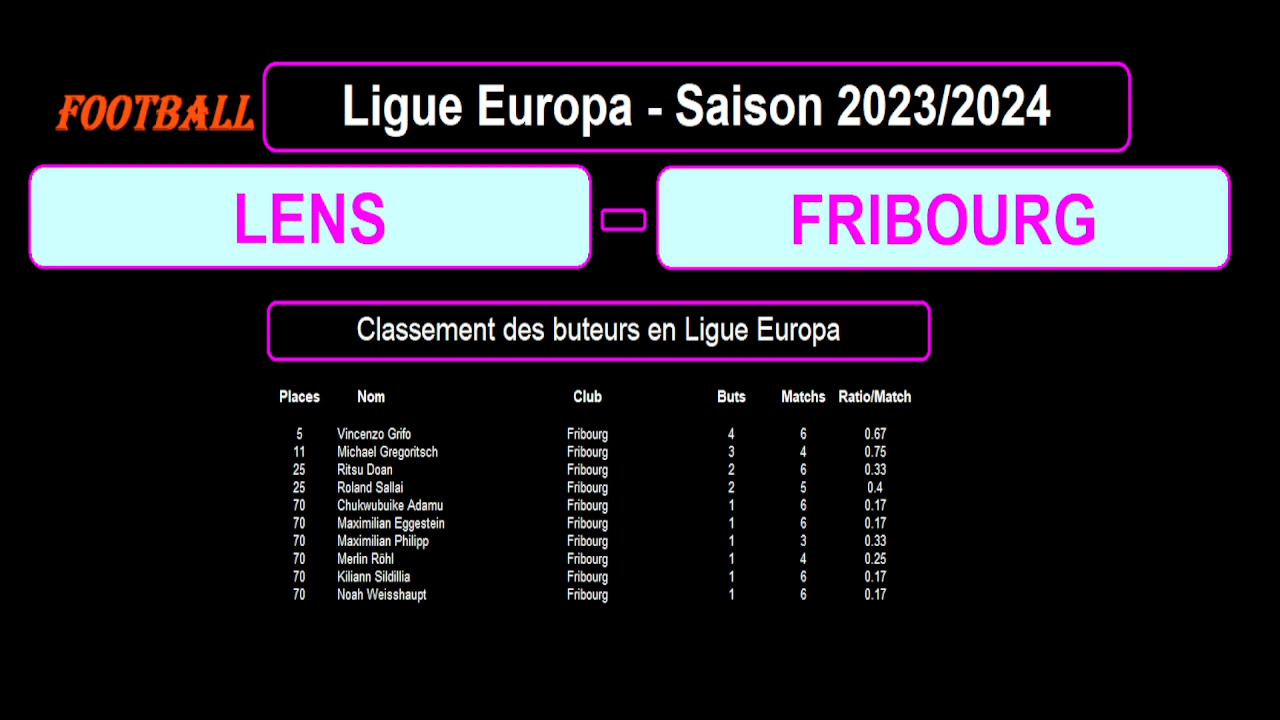 FOOTBALL
Ligue Europa - Saison 2023/2024
LENS - FRIBOURG
Classement des buteurs en Ligue Europa
Places Nom Club Buts Matchs Ratio/Match
5 Vincenzo Grifo Fribourg 4 6 0.67
11 Michael Gregoritsch Fribourg 3 4 0.75
25 Ritsu Doan Fribourg 2 6 0.33
25 Roland Sallai Fribourg 2 5 0.4
70 Chukwubuike Adamu Fribourg 1 6 0.17
70 Maximilian Eggestein Fribourg 1 6 0.17
70 Maximilian Philipp Fribourg 1 3 0.33
70 Merlin Röhl Fribourg 1 4 0.25
70 Kiliann Sildillia Fribourg 1 6 0.17
70 Noah Weisshaupt Fribourg 1 6 0.17